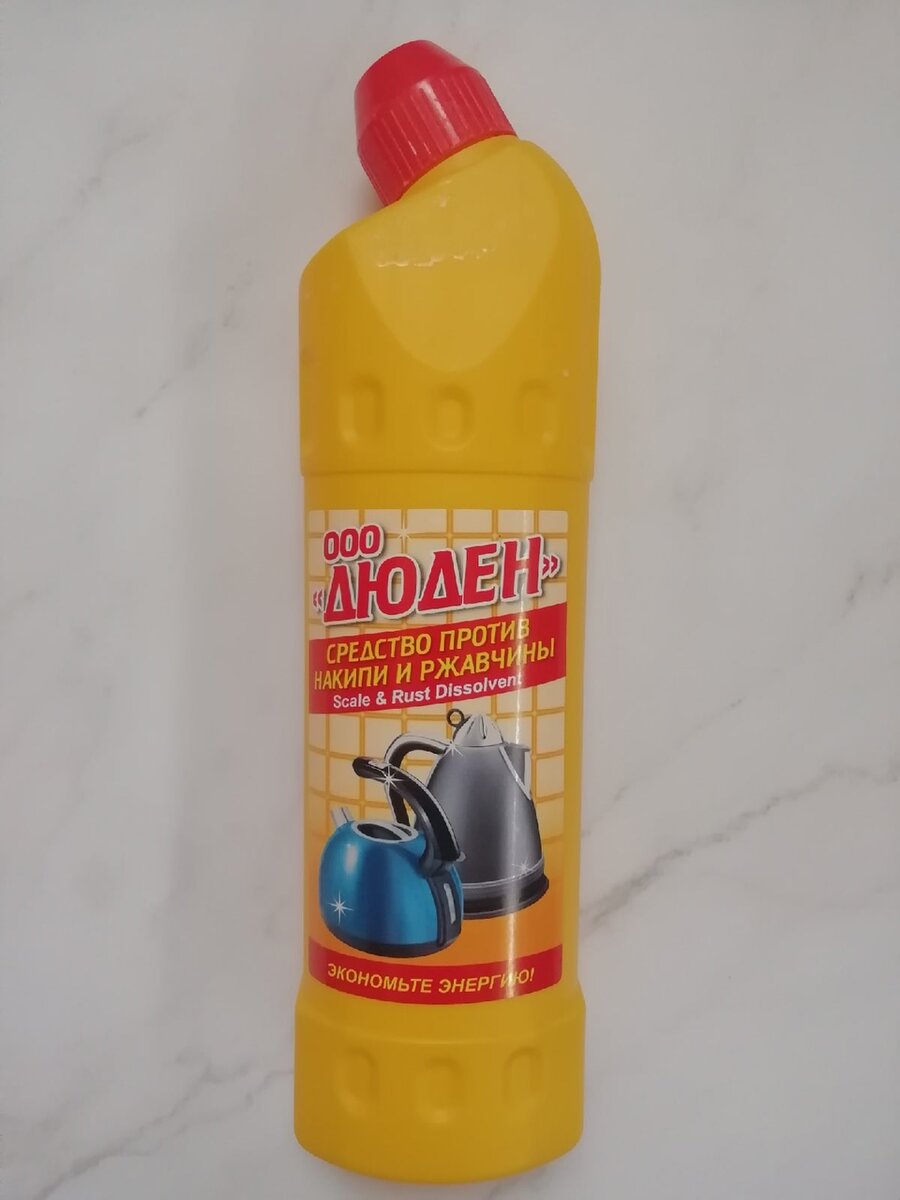 ООО
«ДЮДЕН»
СРЕДСТВО ПРОТИВ
НАКИПИ И РЖАВЧИНЫ
Scale & Rust Dissolvent
ЭКОНОМЬТЕ ЭНЕРГИЮ!